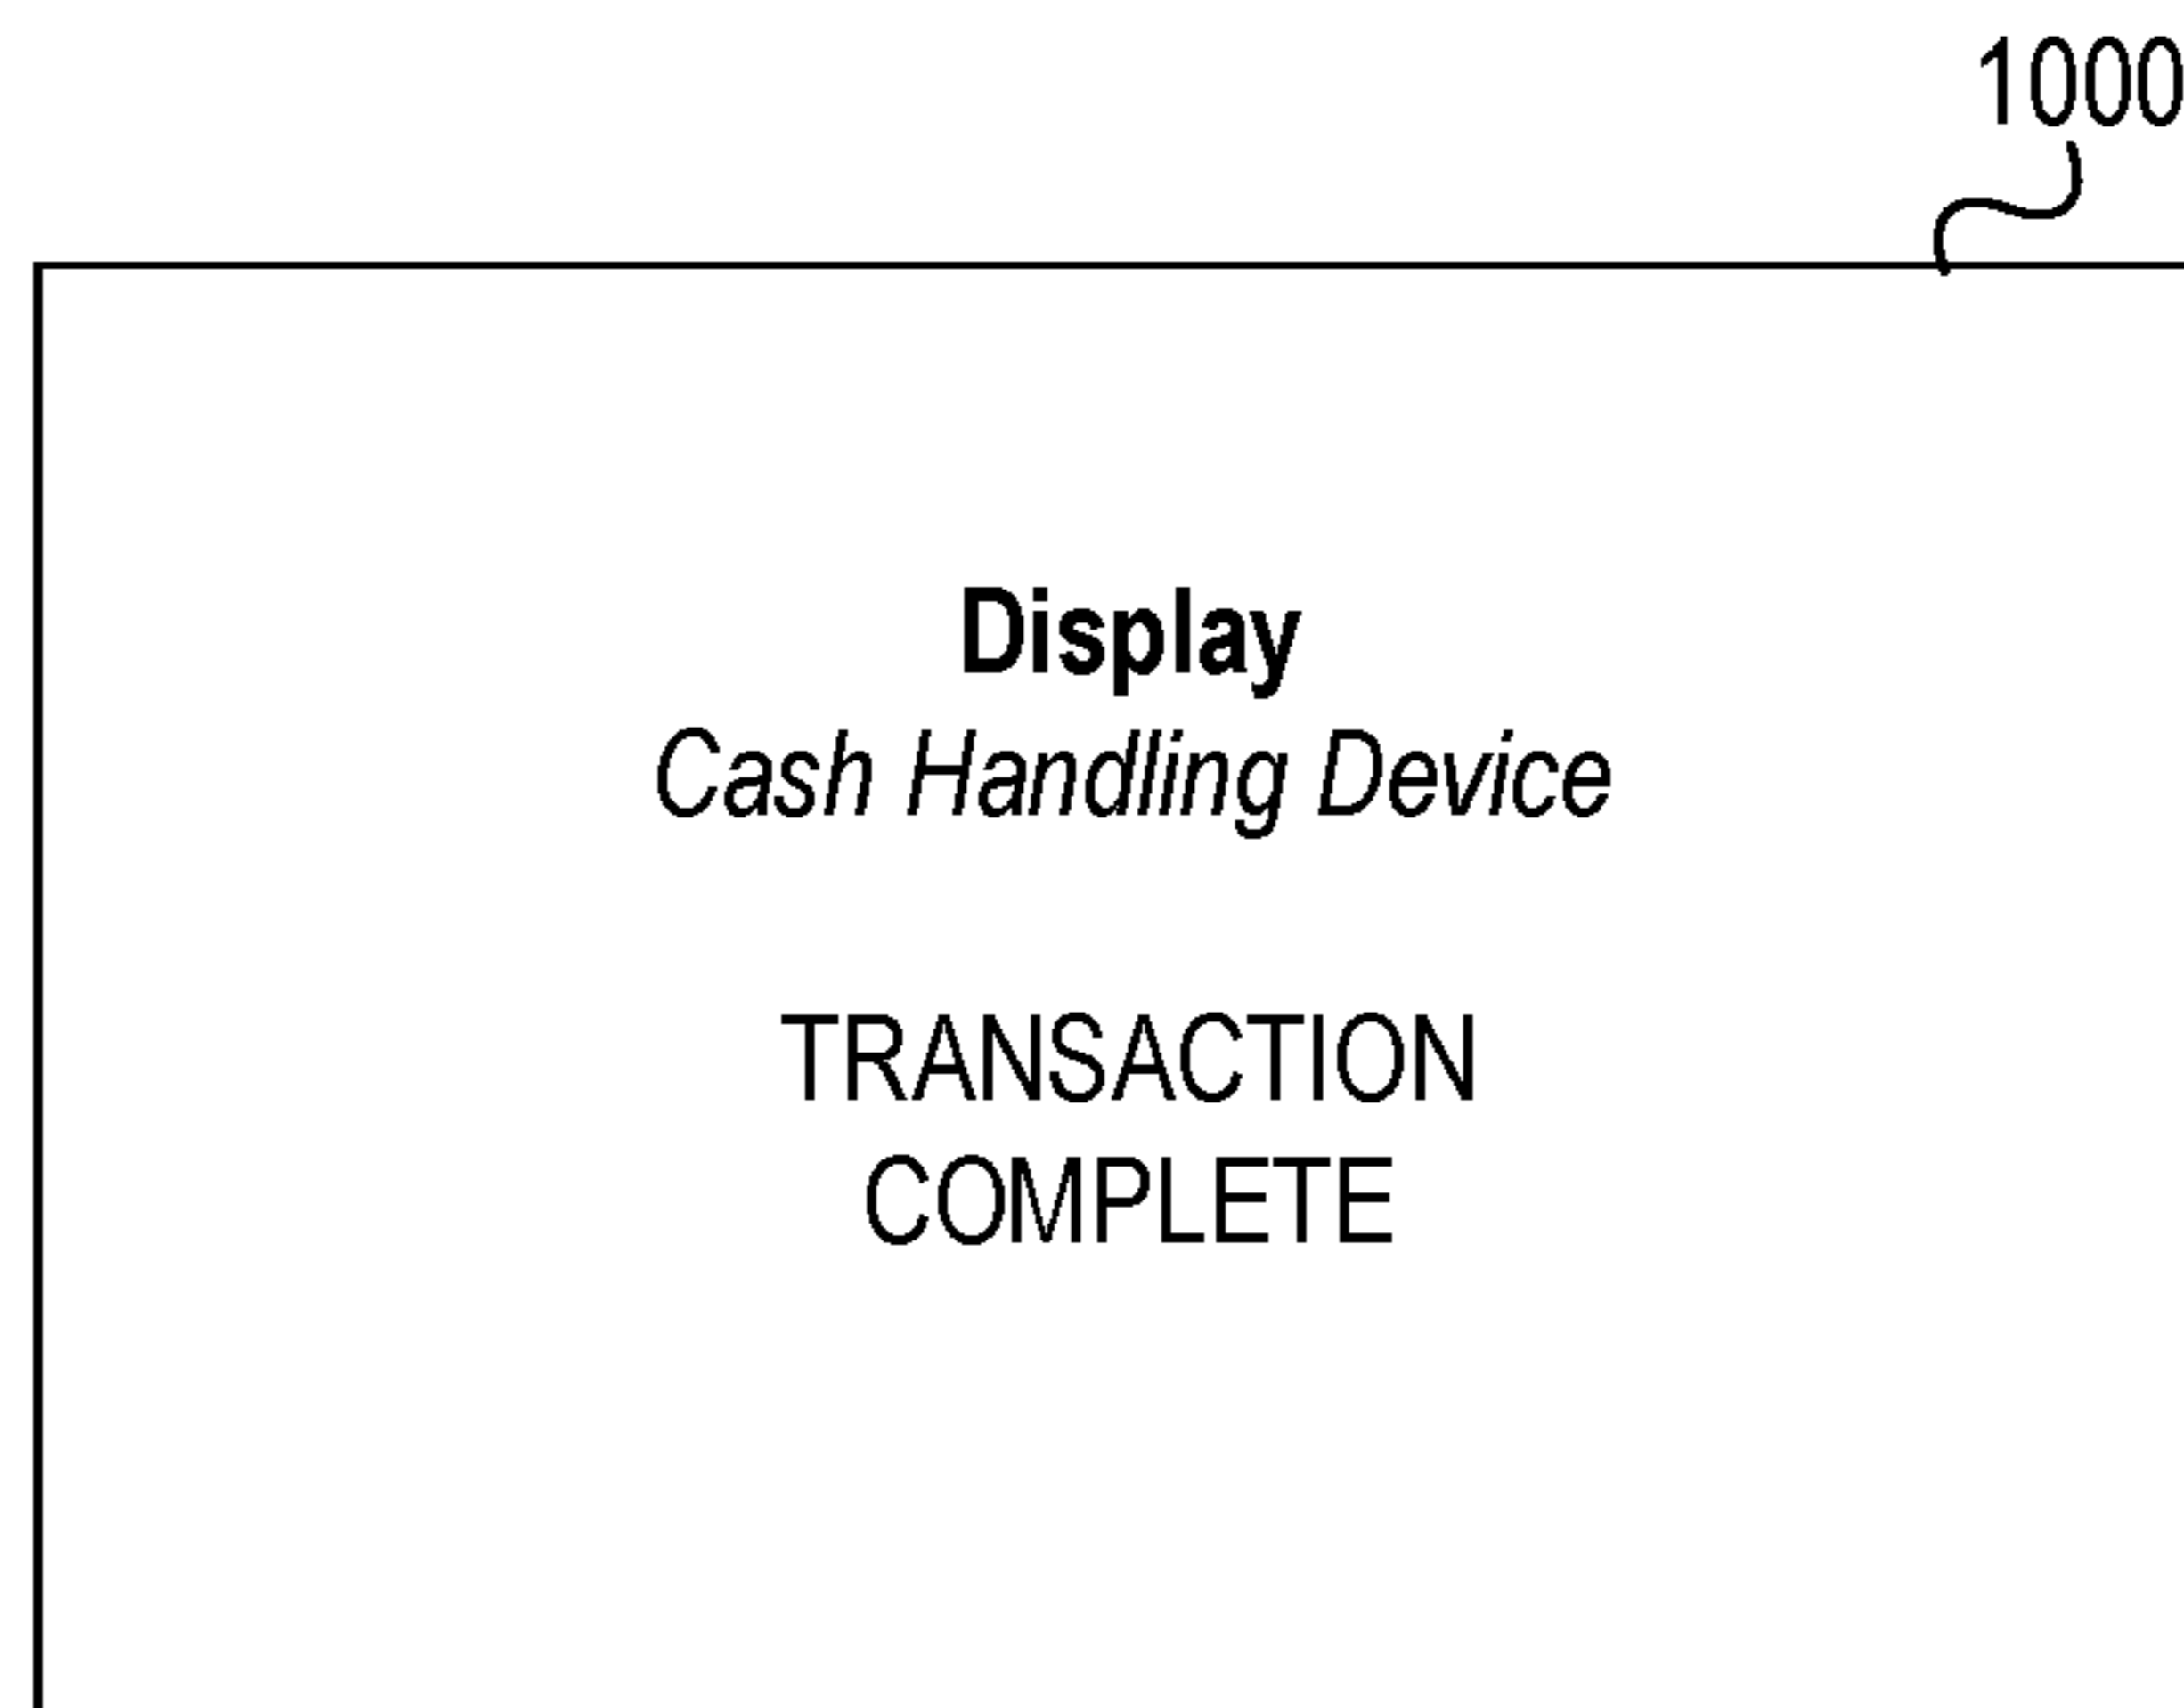 1000
Display
Cash Handling Device
TRANSACTION
COMPLETE